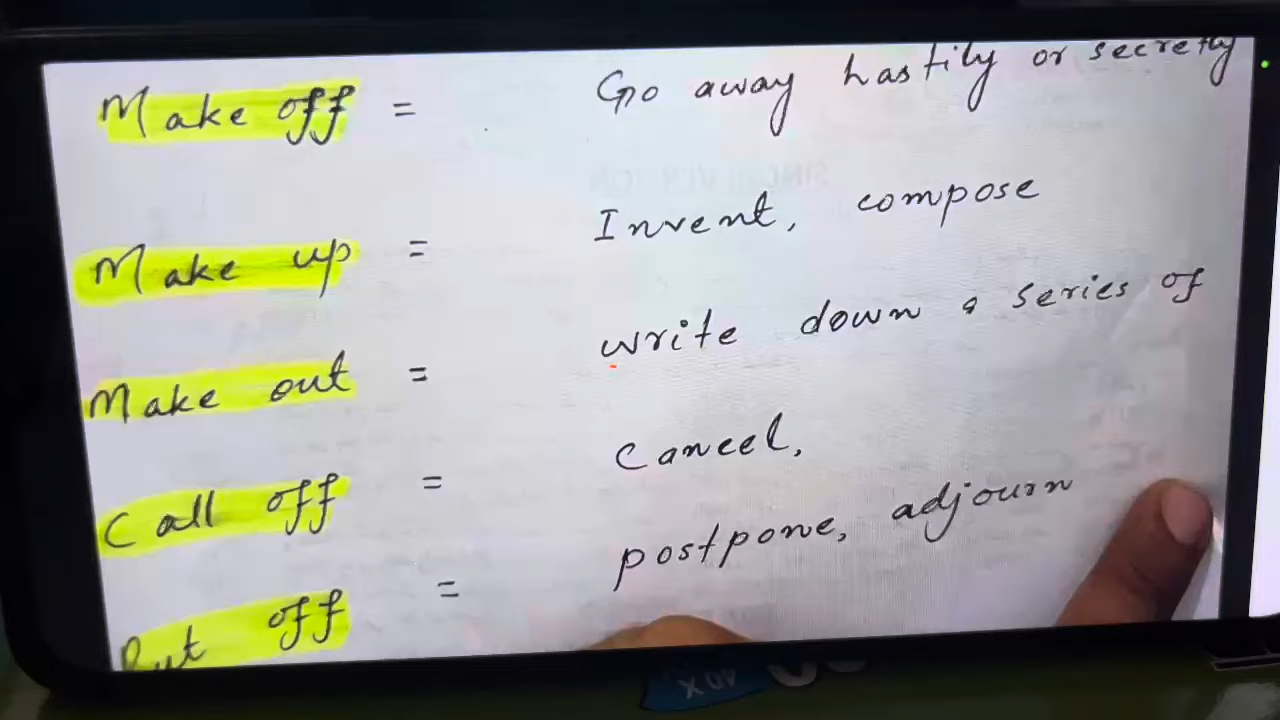 Make off = Go away hastily or secretly
Make up = Invent, compose
Make out = write down a series of
Call off = Cancel,
Put off = postpone, adjourn